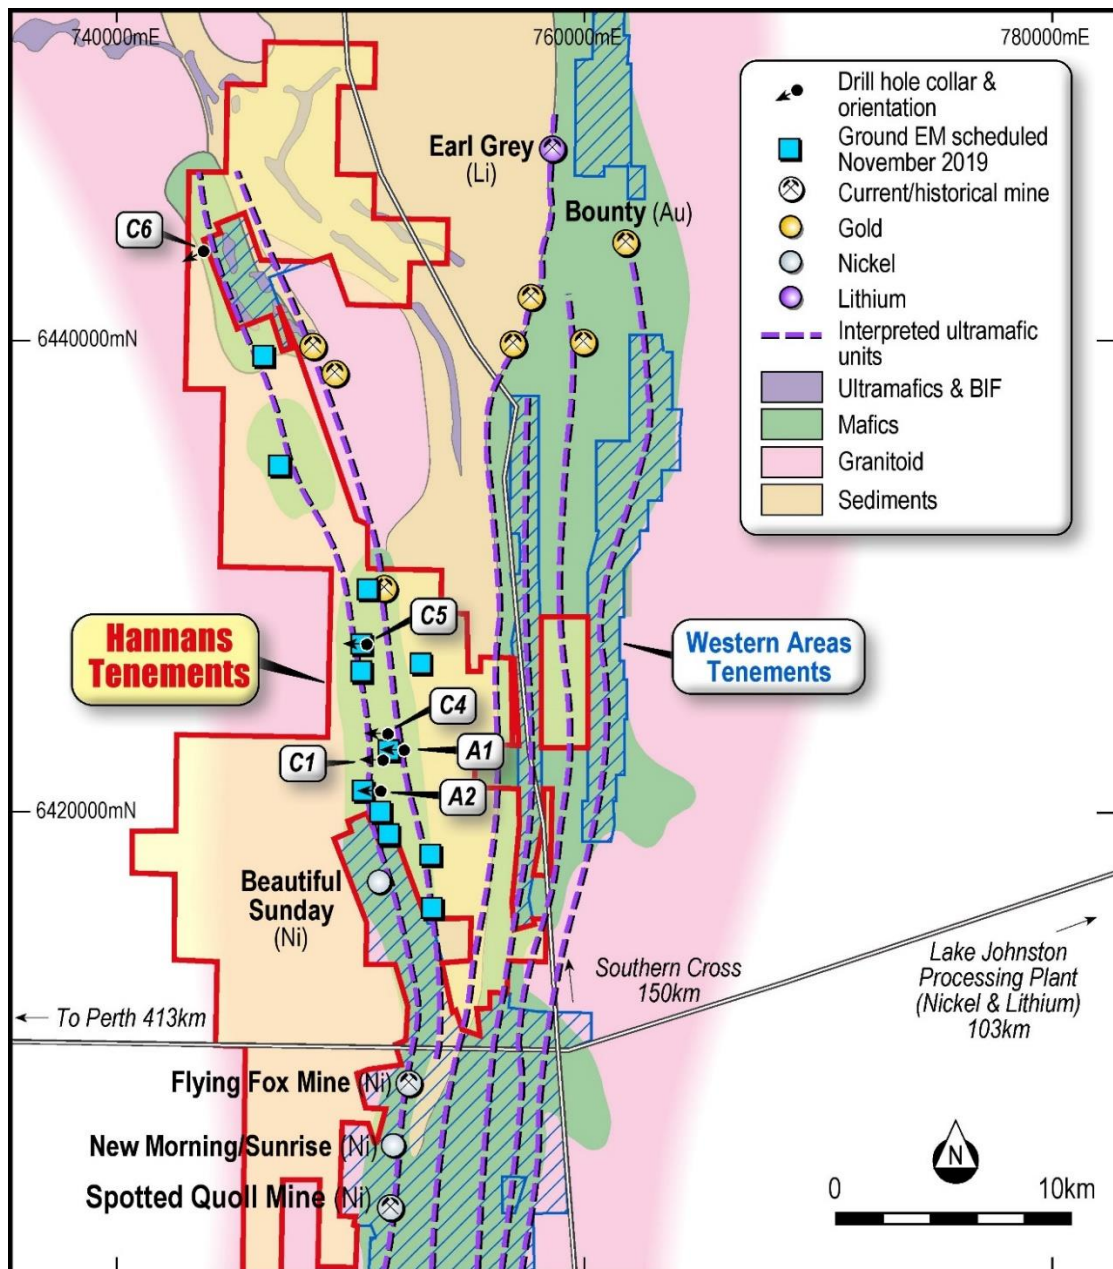 740000mE
760000mE
780000mE
Drill hole collar &
orientation
Ground EM scheduled
November 2019
Current/historical mine
Gold
Nickel
Lithium
Interpreted ultramafic
units
Ultramafics & BIF
Mafics
Granitoid
Sediments
Earl Grey
(Li)
Bounty (Au)
C6
6440000mN
Hannans
Tenements
C5
Western Areas
Tenements
C4
A1
C1
A2
6420000mN
Beautiful
Sunday
(Ni)
Southern Cross
150km
Lake Johnston
Processing Plant
(Nickel & Lithium)
103km
To Perth 413km
Flying Fox Mine (Ni)
New Morning/Sunrise (Ni)
Spotted Quoll Mine (Ni)
N
0 10km